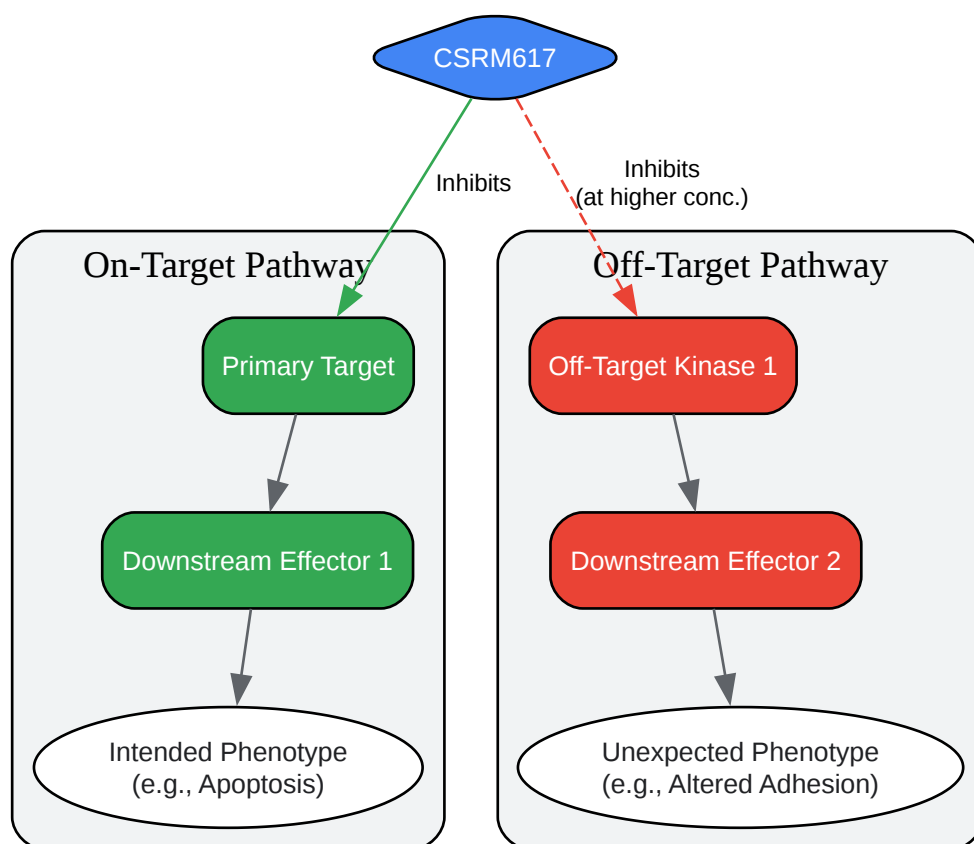 CSRM617
Inhibits
Inhibits
(at higher conc.)
On-Target Pathway
Off-Target Pathway
Primary Target
Off-Target Kinase 1
Downstream Effector 1
Downstream Effector 2
Intended Phenotype
(e.g., Apoptosis)
Unexpected Phenotype
(e.g., Altered Adhesion)